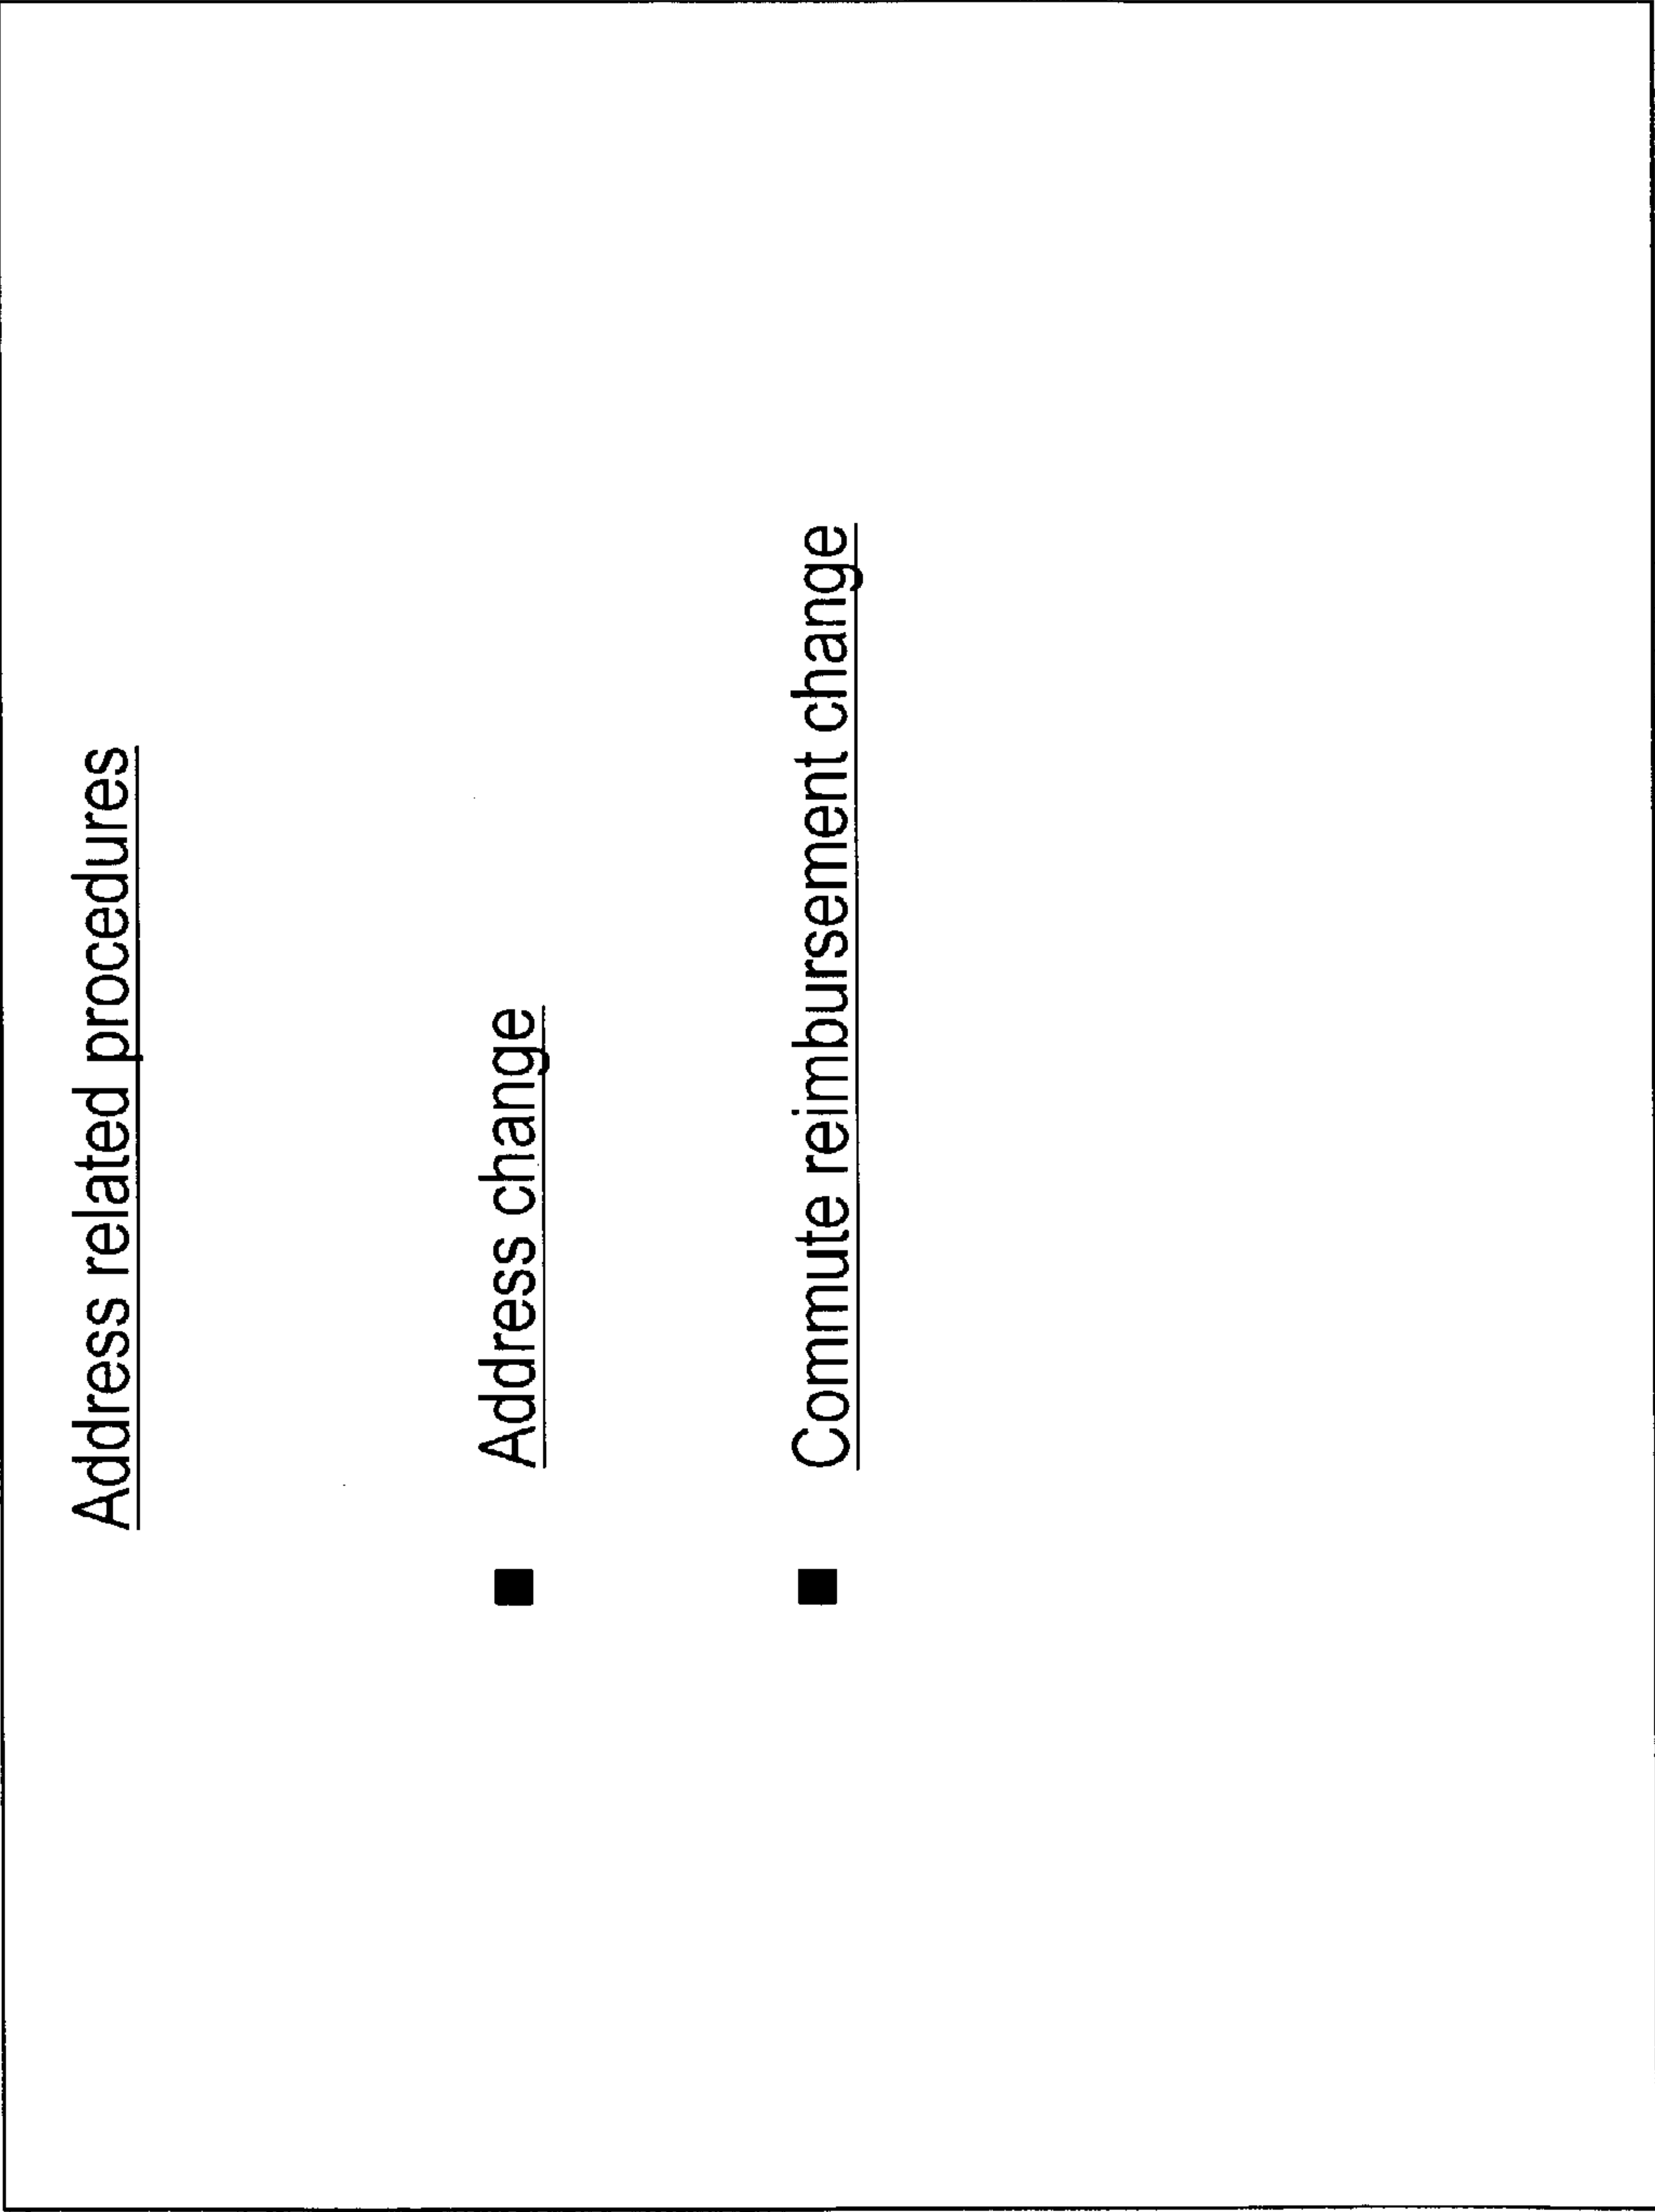 Address related procedures
■ Address change
■ Commute reimbursement change